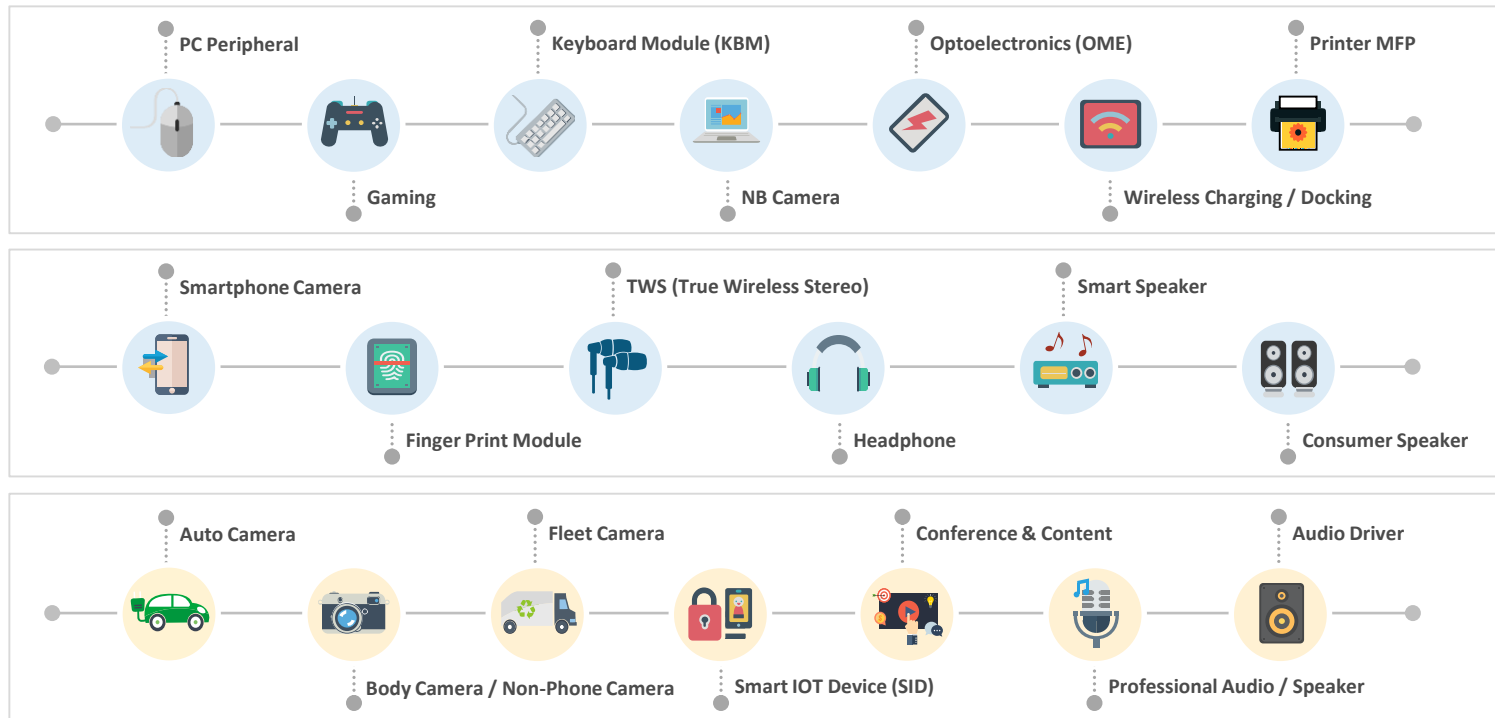 PC Peripheral
Keyboard Module (KBM)
Optoelectronics (OME)
Printer MFP
Gaming
NB Camera
Wireless Charging / Docking
Smartphone Camera
TWS (True Wireless Stereo)
Smart Speaker
Finger Print Module
Headphone
Consumer Speaker
Auto Camera
Fleet Camera
Conference & Content
Audio Driver
Body Camera / Non-Phone Camera
Smart IOT Device (SID)
Professional Audio / Speaker